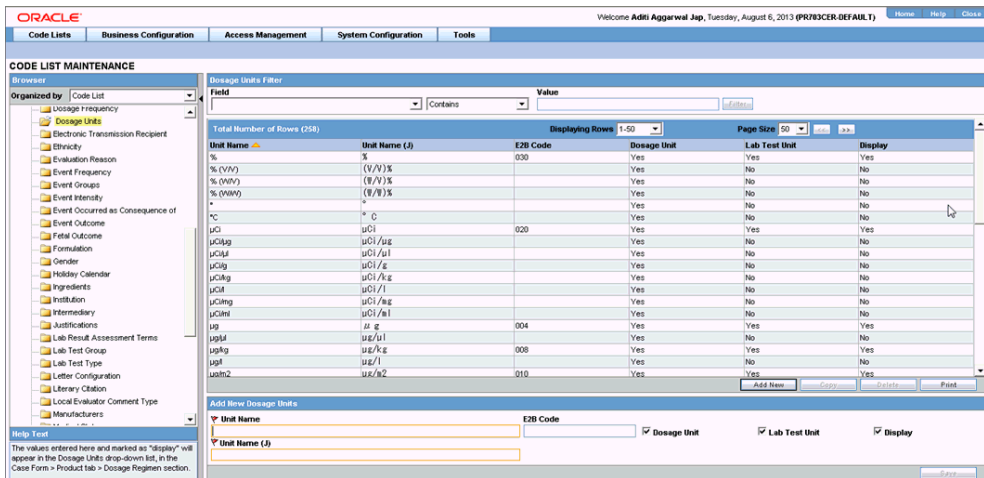 ORACLE
Welcome Aditi Aggarwal Jap, Tuesday, August 6, 2013 (PR703CER-DEFAULT) Home Help Close
Code Lists Business Configuration Access Management System Configuration Tools
CODE LIST MAINTENANCE
Browser
Organized by Code List
Dosage Frequency
Dosage Units
Electronic Transmission Recipient
Ethnicity
Evaluation Reason
Event Frequency
Event Groups
Event Intensity
Event Occurred as Consequence of
Event Outcome
Fetal Outcome
Formulation
Gender
Holiday Calendar
Ingredients
Institution
Intermediary
Justifications
Lab Result Assessment Terms
Lab Test Group
Lab Test Type
Letter Configuration
Literary Citation
Local Evaluator Comment Type
Manufacturers
Help Text
The values entered here and marked as "display" will
appear in the Dosage Units drop-down list, in the
Case Form > Product tab > Dosage Regimen section.
Dosage Units Filter
Field Value
Contains Filter
Total Number of Rows (258) Displaying Rows 1-50 Page Size 50 << >>
Unit Name Unit Name (J) E2B Code Dosage Unit Lab Test Unit Display
% % 030 Yes Yes Yes
% (V/V) (V/V)% Yes No No
% (W/V) (W/V)% Yes No No
% (W/W) (W/W)% Yes No No
° ° Yes No No
°C ° C Yes No No
µCi µCi 020 Yes Yes Yes
µCi/µg µCi/µg Yes No No
µCi/µl µCi/µl Yes No No
µCi/g µCi/g Yes No No
µCi/kg µCi/kg Yes No No
µCi/l µCi/l Yes No No
µCi/mg µCi/mg Yes No No
µCi/ml µCi/ml Yes No No
µg μ g 004 Yes Yes Yes
µg/µl µg/µl Yes No No
µg/kg µg/kg 008 Yes Yes Yes
µg/l µg/l Yes No No
µg/m2 µg/m2 010 Yes Yes Yes
Add New Copy Delete Print
Add New Dosage Units
Unit Name E2B Code
Dosage Unit Lab Test Unit Display
Unit Name (J)
Save